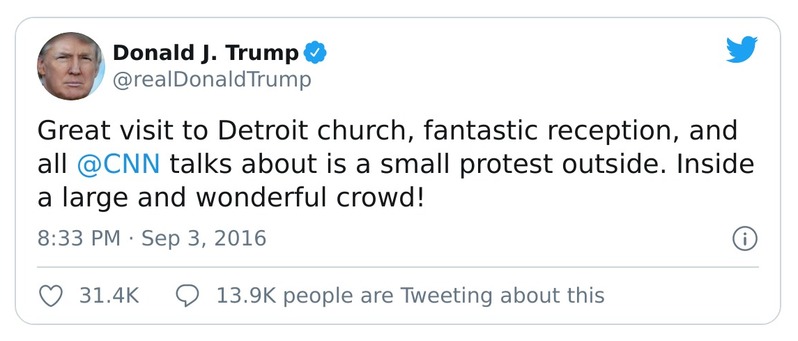 Donald J. Trump
@realDonaldTrump
Great visit to Detroit church, fantastic reception, and
all @CNN talks about is a small protest outside. Inside
a large and wonderful crowd!
8:33 PM · Sep 3, 2016
31.4K 13.9K people are Tweeting about this